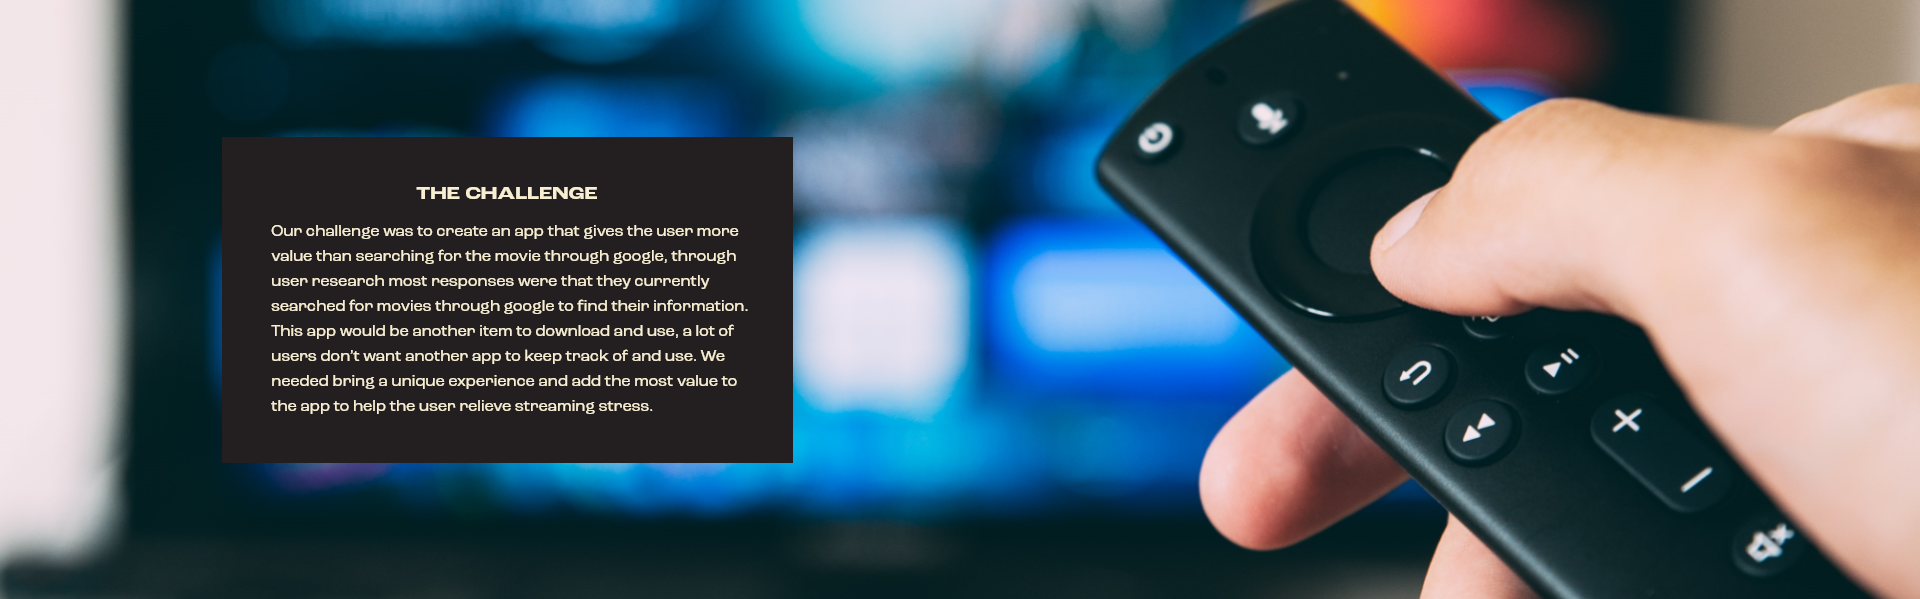 THE CHALLENGE
Our challenge was to create an app that gives the user more
value than searching for the movie through google, through
user research most responses were that they currently
searched for movies through google to find their information.
This app would be another item to download and use, a lot of
users don't want another app to keep track of and use. We
needed bring a unique experience and add the most value to
the app to help the user relieve streaming stress.